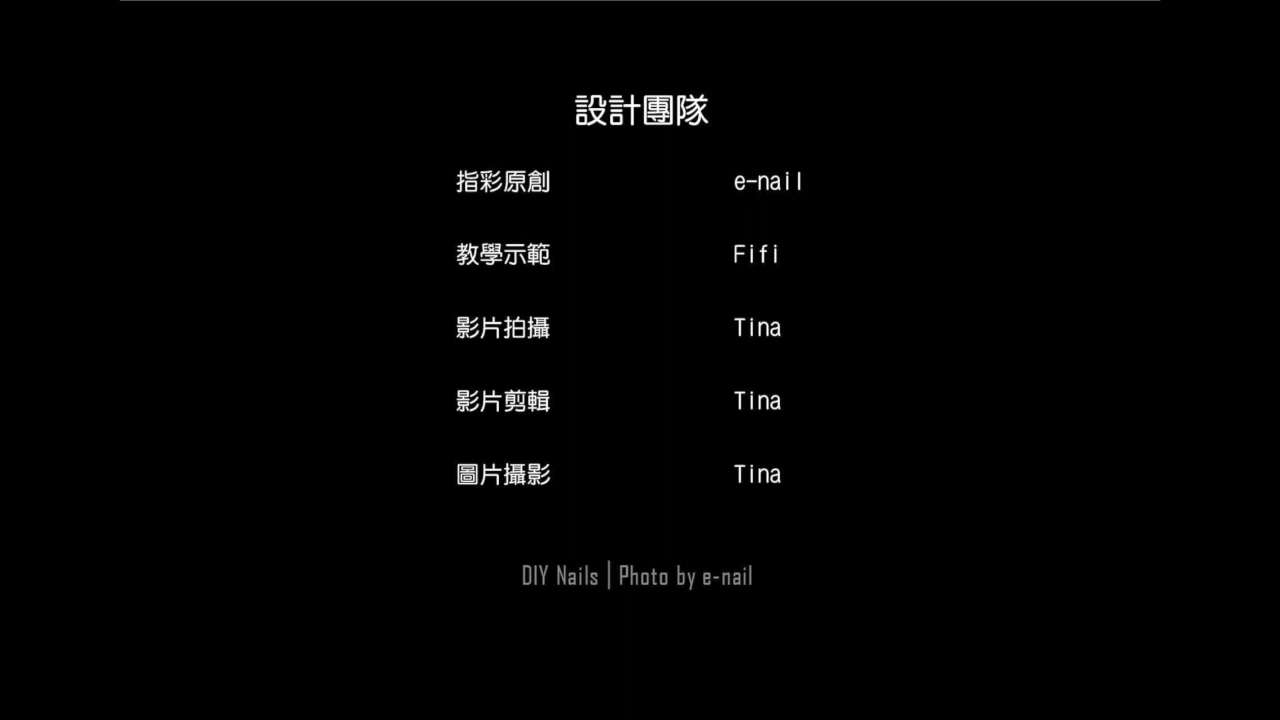 設計團隊
指彩原創 e-nail
教學示範 Fifi
影片拍攝 Tina
影片剪輯 Tina
圖片攝影 Tina
DIY Nails | Photo by e-nail